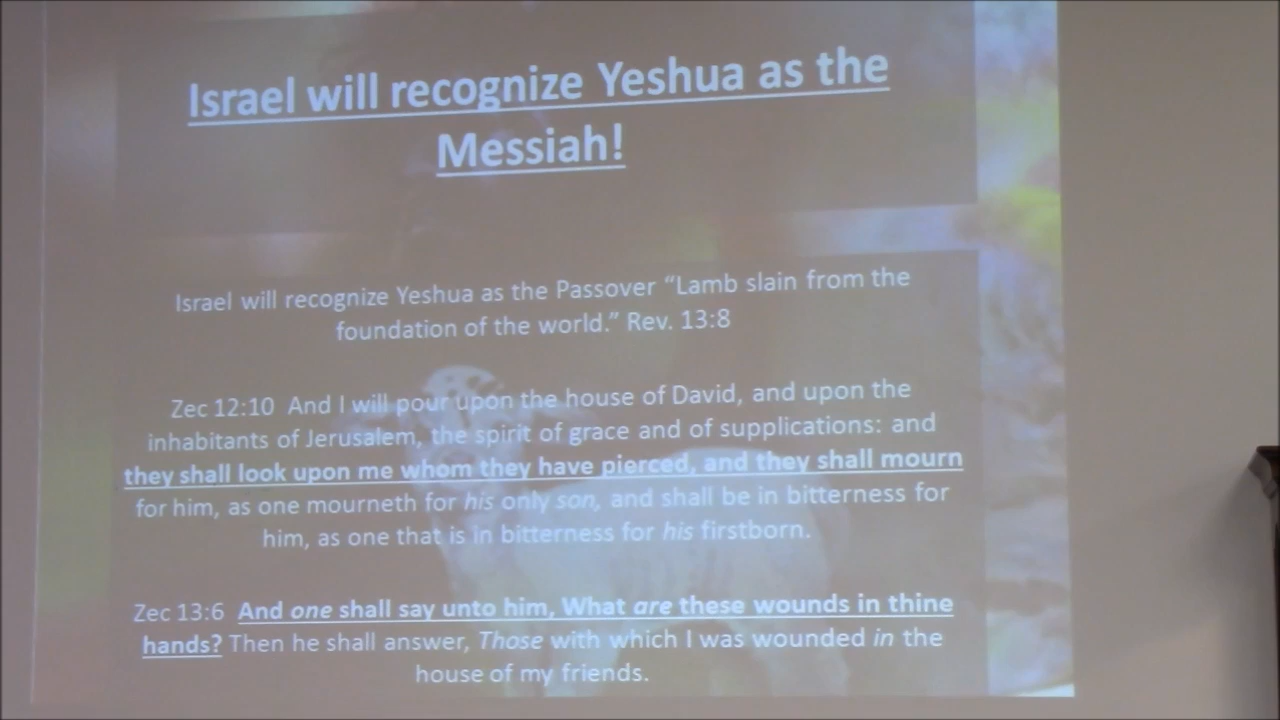 Israel will recognize Yeshua as the
Messiah!
Israel will recognize Yeshua as the Passover “Lamb slain from the
foundation of the world.” Rev. 13:8
Zec 12:10 And I will pour upon the house of David, and upon the
inhabitants of Jerusalem, the spirit of grace and of supplications: and
they shall look upon me whom they have pierced, and they shall mourn
for him, as one mourneth for his only son, and shall be in bitterness for
him, as one that is in bitterness for his firstborn.
Zec 13:6 And one shall say unto him, What are these wounds in thine
hands? Then he shall answer, Those with which I was wounded in the
house of my friends.